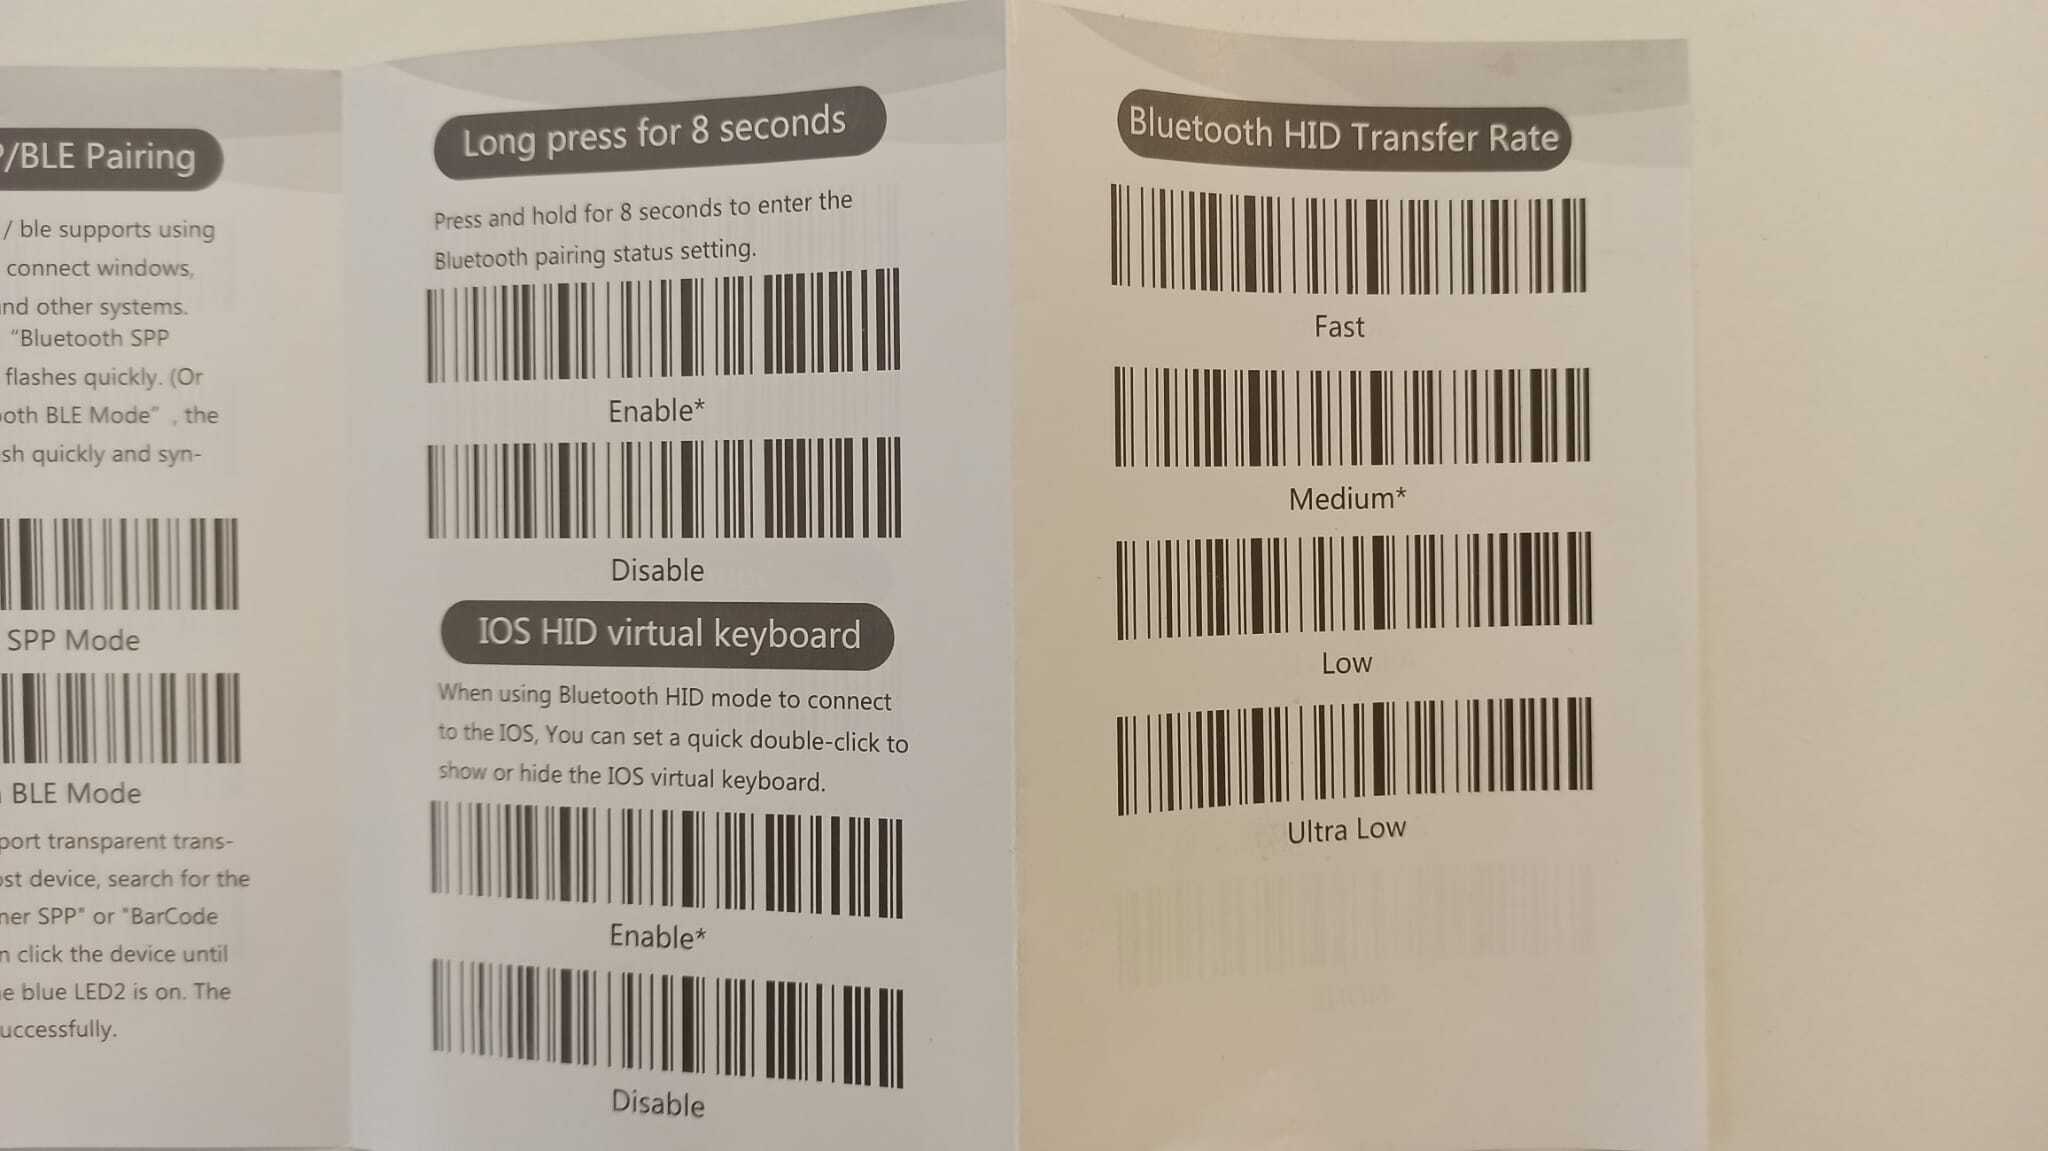 P/BLE Pairing
/ ble supports using
connect windows,
nd other systems.
“Bluetooth SPP
flashes quickly. (Or
ooth BLE Mode” , the
sh quickly and syn-
SPP Mode
BLE Mode
port transparent trans-
ost device, search for the
ner SPP" or "BarCode
n click the device until
e blue LED2 is on. The
uccessfully.
Long press for 8 seconds
Press and hold for 8 seconds to enter the
Bluetooth pairing status setting.
Enable*
Disable
IOS HID virtual keyboard
When using Bluetooth HID mode to connect
to the IOS, You can set a quick double-click to
show or hide the IOS virtual keyboard.
Enable*
Disable
Bluetooth HID Transfer Rate
Fast
Medium*
Low
Ultra Low